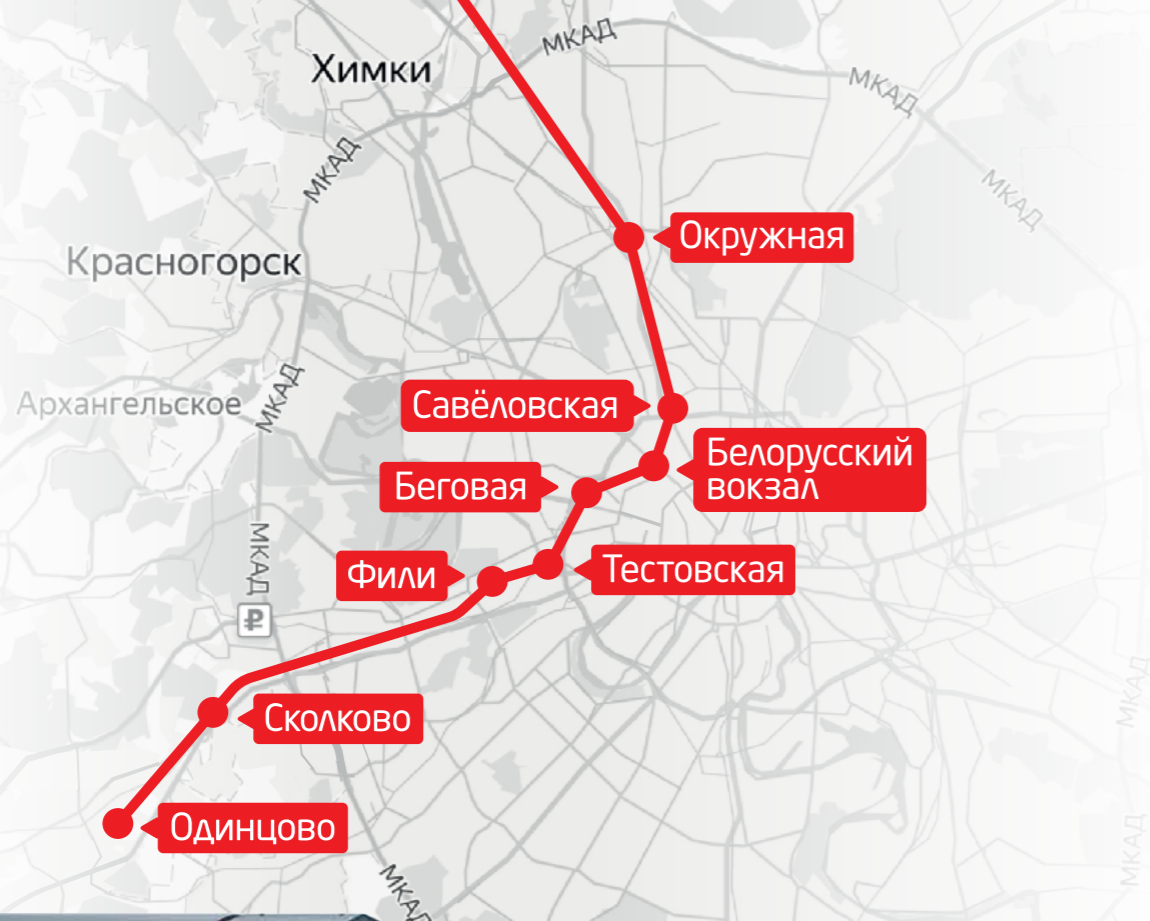 МКАД
Химки
МКАД
МКАД
МКАД
Окружная
Красногорск
МКАД
Архангельское
Савёловская
Белорусский
вокзал
Беговая
МКАД
Фили
Тестовская
₽
МКАД
Сколково
Одинцово
МКАД
МКАД